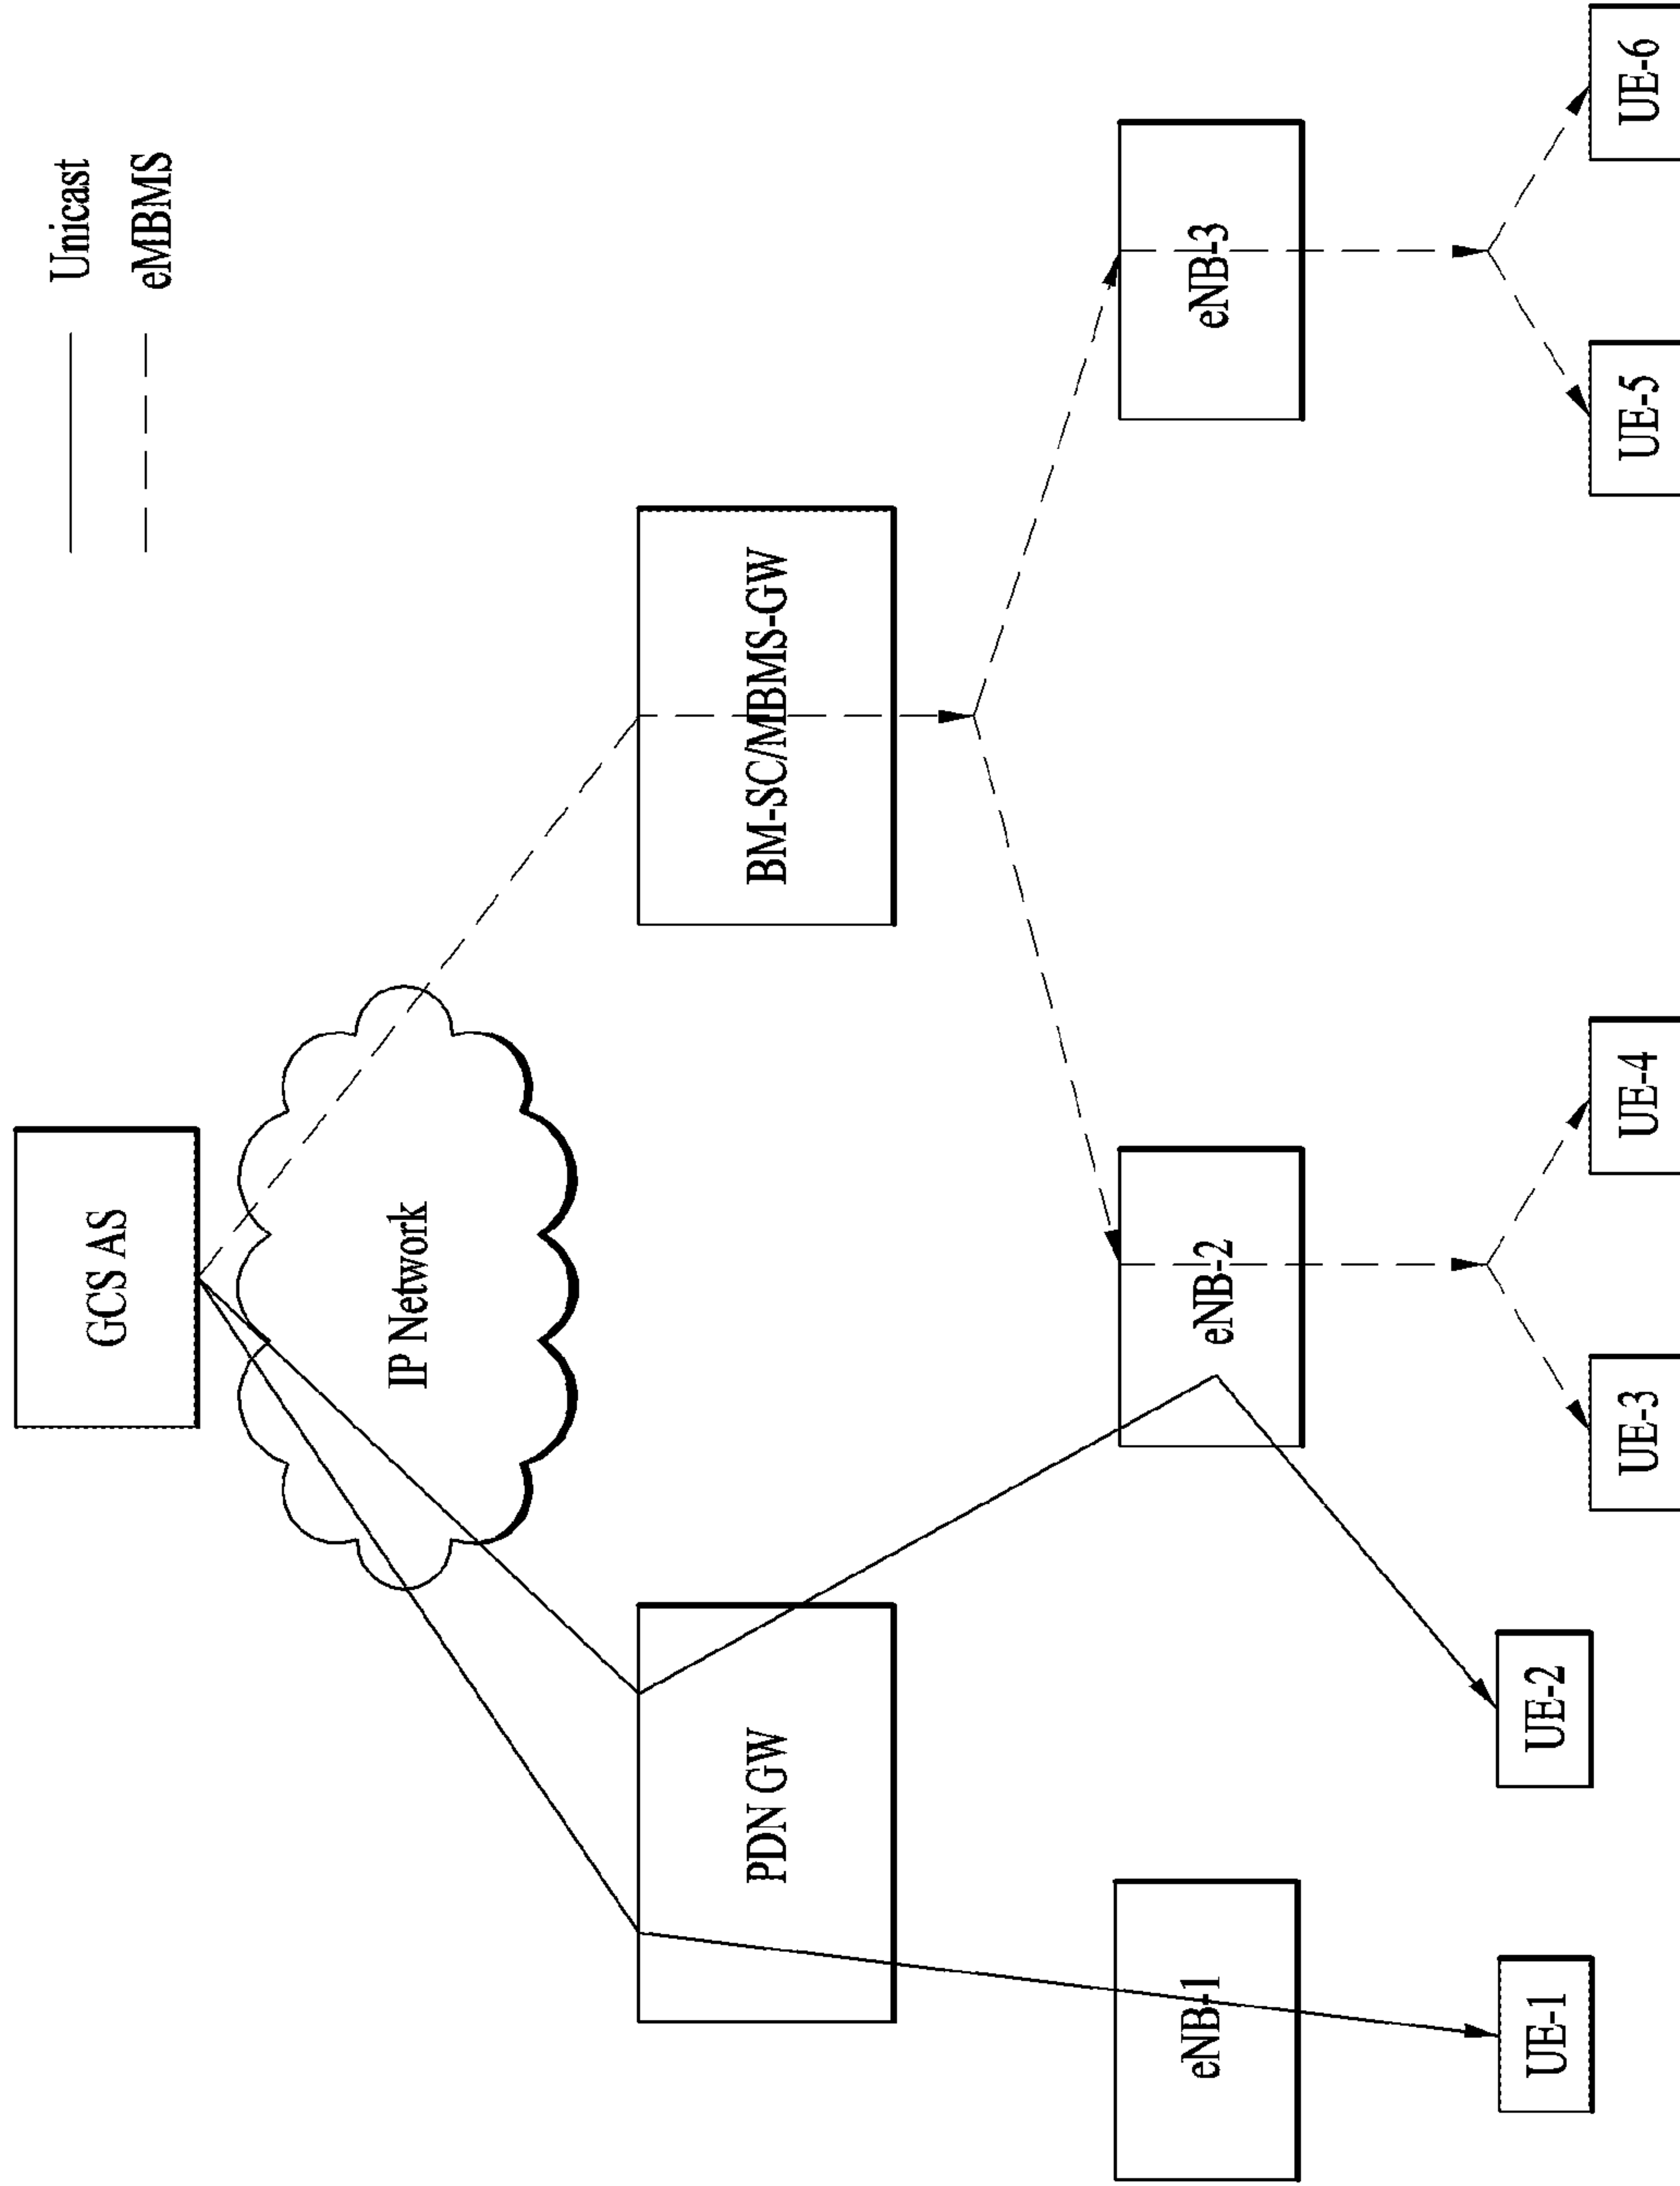 Unicast
eMBMS
GCS AS
IP Network
PDN GW
BM-SC/MBMS-GW
eNB-1
eNB-2
eNB-3
UE-1
UE-2
UE-3
UE-4
UE-5
UE-6